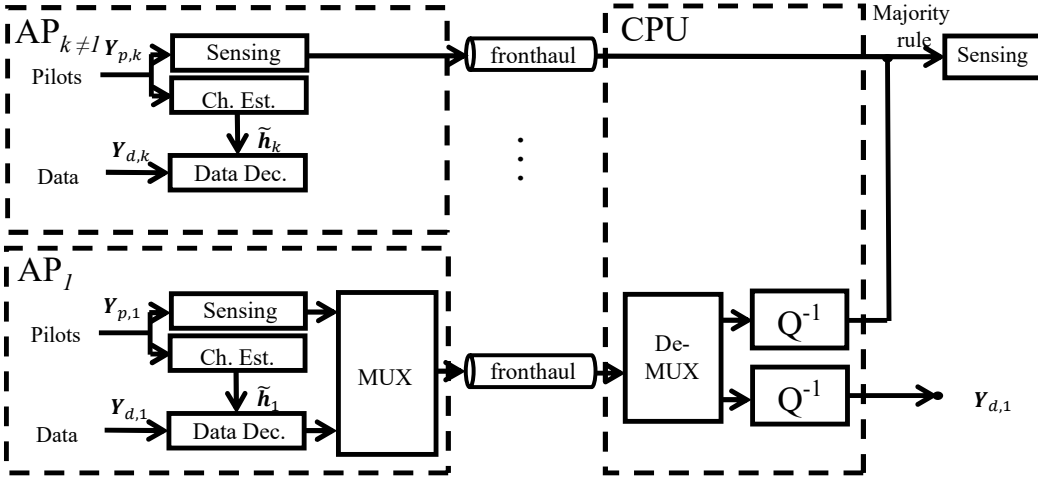 AP_{k≠1}
Y_{p,k}
Pilots
Sensing
Ch. Est.
h̃_k
Y_{d,k}
Data
Data Dec.
fronthaul
CPU
Majority
rule
Sensing
AP_1
Y_{p,1}
Pilots
Sensing
Ch. Est.
h̃_1
Y_{d,1}
Data
Data Dec.
MUX
fronthaul
De-
MUX
Q^{-1}
Q^{-1}
Y_{d,1}